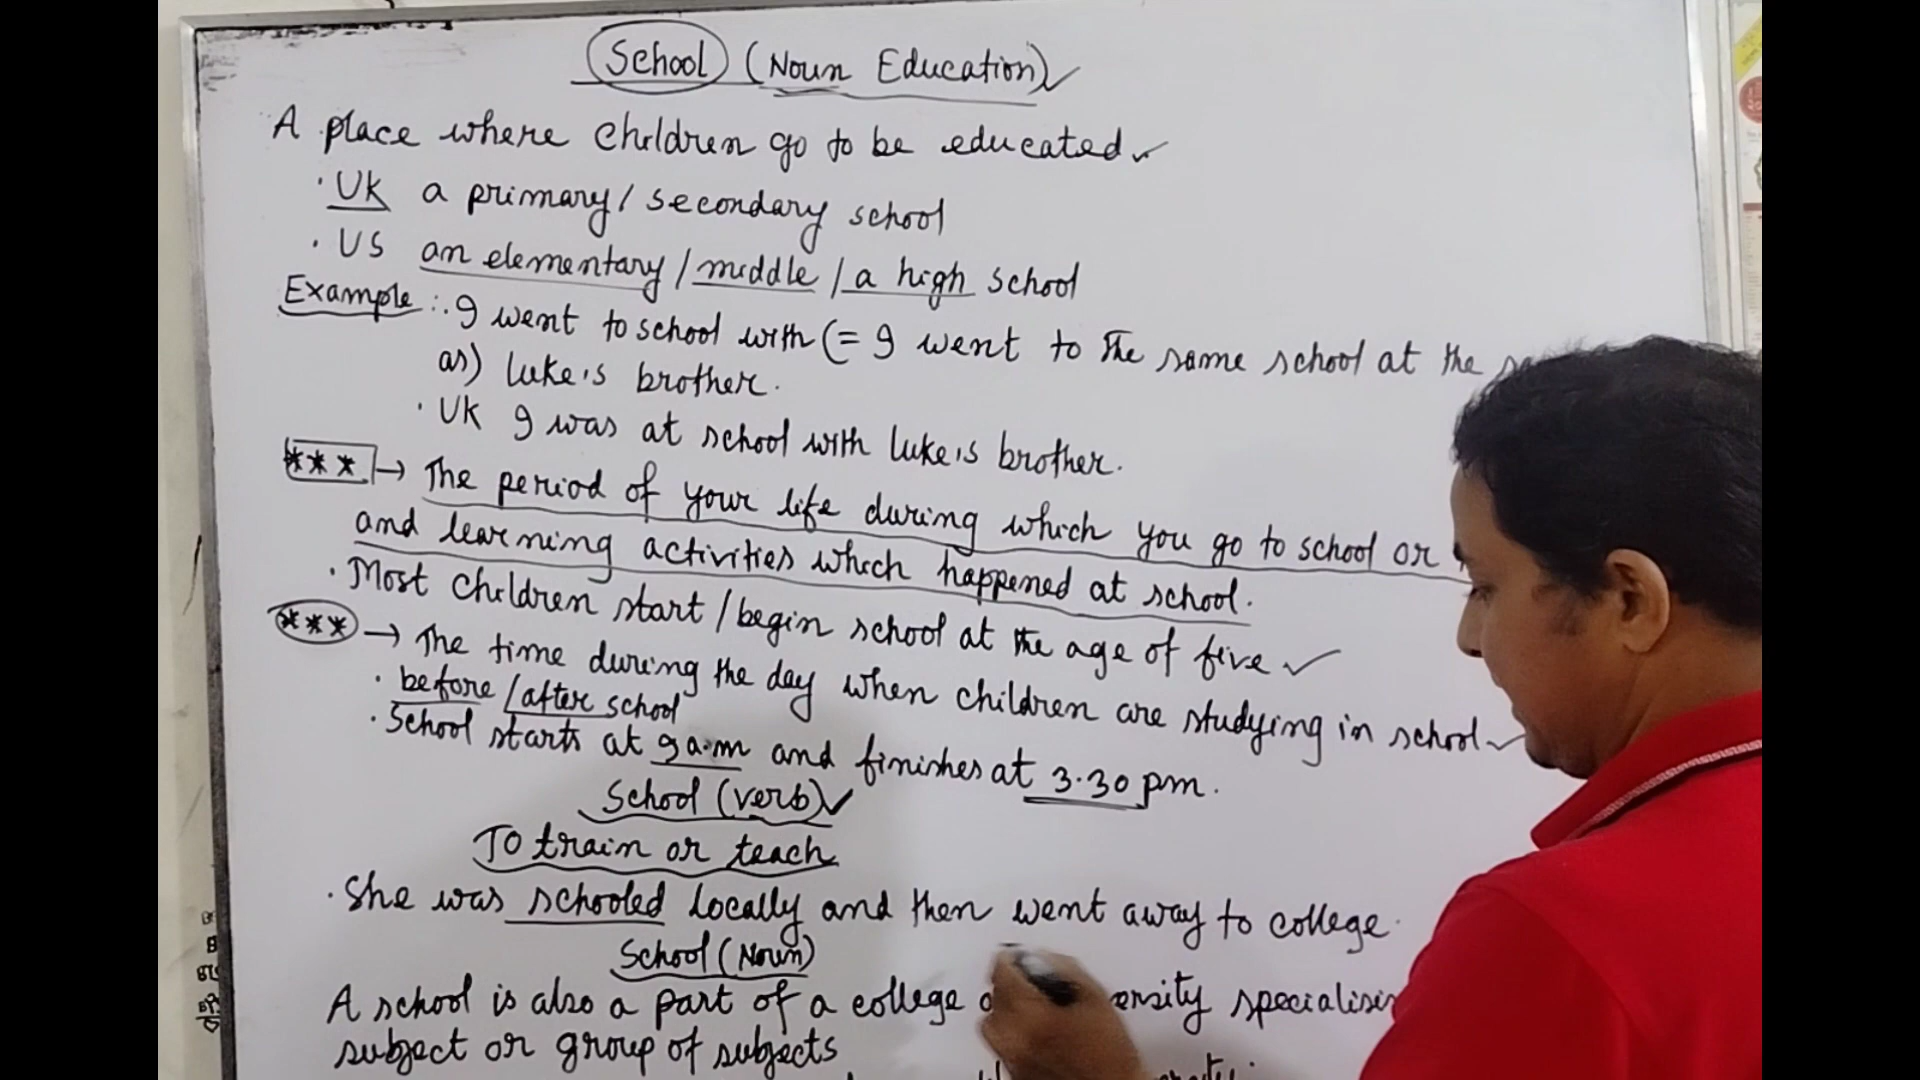 School (Noun Education)
A place where children go to be educated
· UK a primary / secondary school
· US an elementary / middle / a high school
Example :. I went to school with (= I went to the same school at the
as) luke's brother.
· UK I was at school with luke's brother.
*** → The period of your life during which you go to school or
and learning activities which happened at school.
· Most children start / begin school at the age of five
*** → The time during the day when children are studying in school
· before / after school
· School starts at 9 a.m and finishes at 3.30 pm.
School (verb)
To train or teach
· She was schooled locally and then went away to college.
School (Noun)
A school is also a part of a college
subject or group of subjects